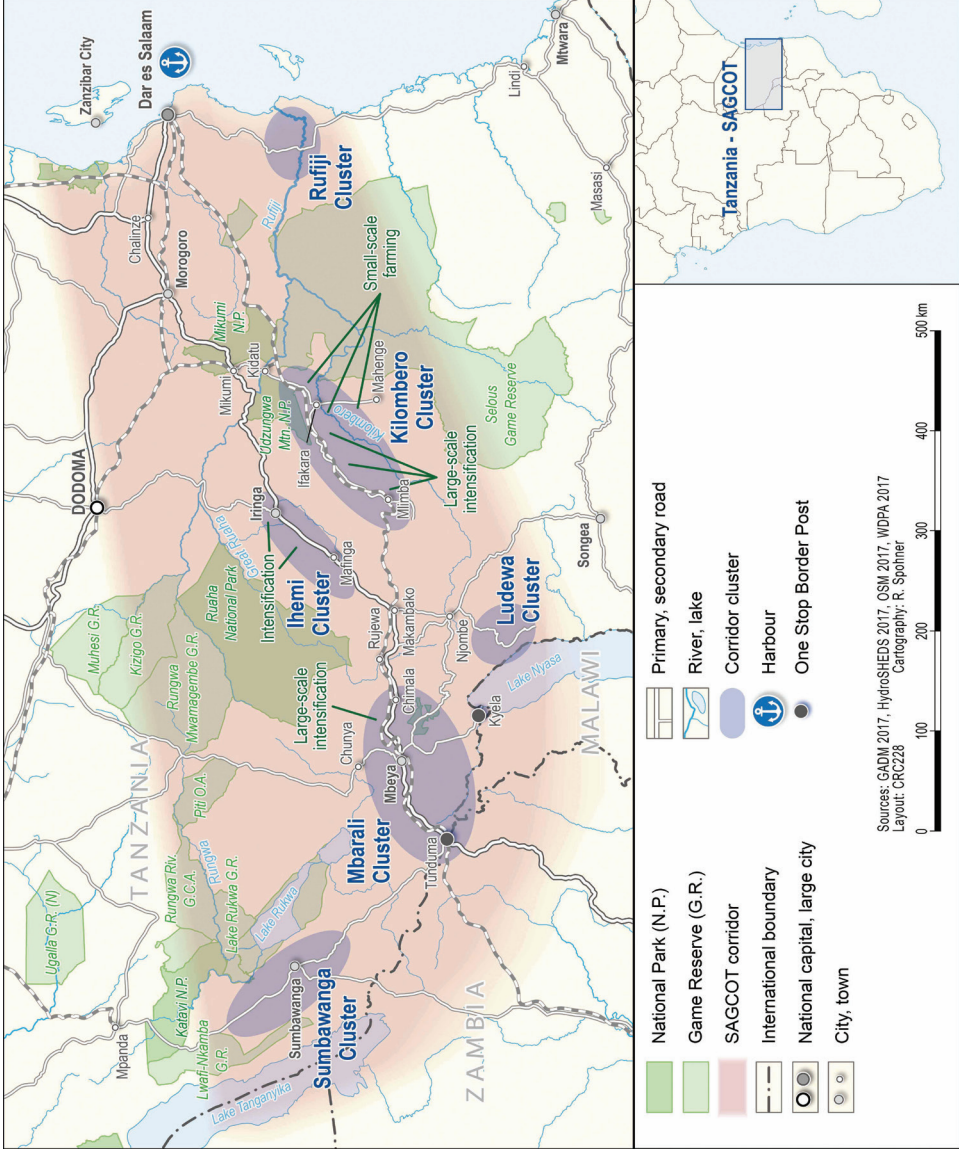 Zanzibar City
Dar es Salaam
Mtwara
Lindi
Masasi
Rufiji
Cluster
Rufiji
Chalinze
Morogoro
Mikumi
N.P.
Mikumi
Kidatu
Small-scale
farming
Selous
Game Reserve
Mahenge
Kilombero
Kilombero
Cluster
Udzungwa
Mtn. N.P.
Ifakara
Mlimba
Large-scale
intensification
DODOMA
Iringa
Great Ruaha
Ruaha
National Park
Intensification
Ihemi
Cluster
Mafinga
Muhesi G.R.
Kizigo G.R.
Rungwa
Mwamagembe G.R.
Rujewa
Makambako
Njombe
Songea
Ludewa
Cluster
Large-scale
intensification
Chimala
Chunya
Mbeya
Kyela
Lake Nyasa
MALAWI
TANZANIA
Piti O.A.
Rungwa
Rungwa Riv.
G.C.A.
Lake Rukwa G.R.
Lake Rukwa
Mbarali
Cluster
Tunduma
Ugalla G.R. (N)
Mpanda
Katavi N.P.
Lwafi-Nkamba
G.R.
Sumbawanga
Sumbawanga
Cluster
Lake Tanganyika
ZAMBIA
National Park (N.P.)
Game Reserve (G.R.)
SAGCOT corridor
International boundary
National capital, large city
City, town
Primary, secondary road
River, lake
Corridor cluster
Harbour
One Stop Border Post
Sources: GADM 2017, HydroSHEDS 2017, OSM 2017, WDPA 2017
Layout: CRC228
Cartography: R. Spohner
0 100 200 300 400 500 km
Tanzania - SAGCOT